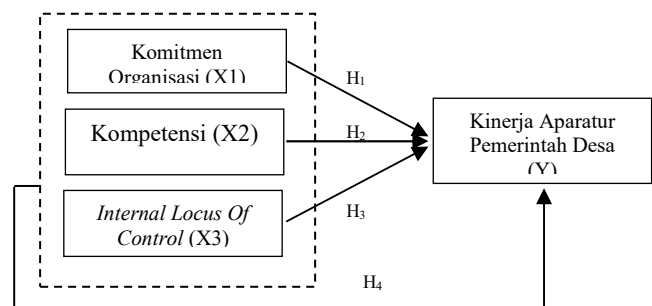 Komitmen
Organisasi (X1)
H1
Kompetensi (X2)
H2
Kinerja Aparatur
Pemerintah Desa
(Y)
Internal Locus Of
Control (X3)
H3
H4